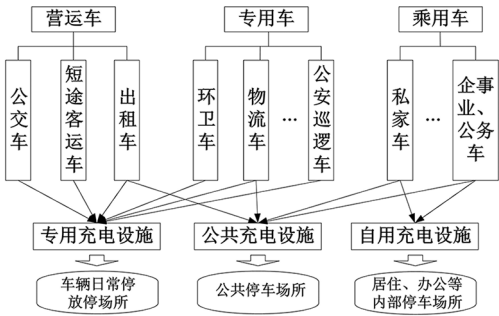 营运车
专用车
乘用车
公交车
短途客运车
出租车
环卫车
物流车
...
公安巡逻车
私家车
...
企事业、公务车
专用充电设施
公共充电设施
自用充电设施
车辆日常停
放停场所
公共停车场所
居住、办公等
内部停车场所